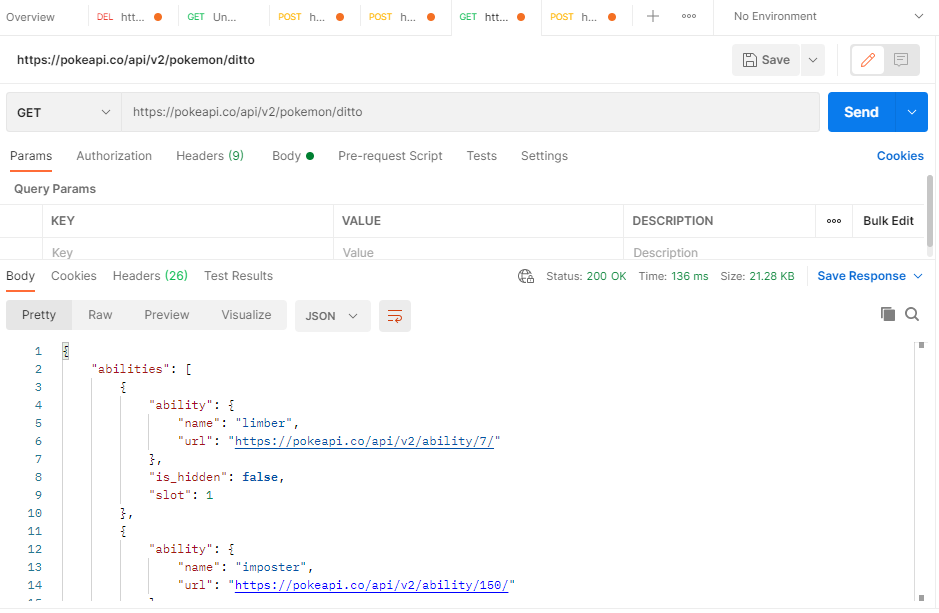 Overview DEL htt... GET Un... POST h... POST h... GET htt... POST h... No Environment
https://pokeapi.co/api/v2/pokemon/ditto Save
GET https://pokeapi.co/api/v2/pokemon/ditto Send
Params Authorization Headers (9) Body Pre-request Script Tests Settings Cookies
Query Params
KEY VALUE DESCRIPTION Bulk Edit
Key Value Description
Body Cookies Headers (26) Test Results Status: 200 OK Time: 136 ms Size: 21.28 KB Save Response
Pretty Raw Preview Visualize JSON
1 {
2 "abilities": [
3 {
4 "ability": {
5 "name": "limber",
6 "url": "https://pokeapi.co/api/v2/ability/7/"
7 },
8 "is_hidden": false,
9 "slot": 1
10 },
11 {
12 "ability": {
13 "name": "imposter",
14 "url": "https://pokeapi.co/api/v2/ability/150/"